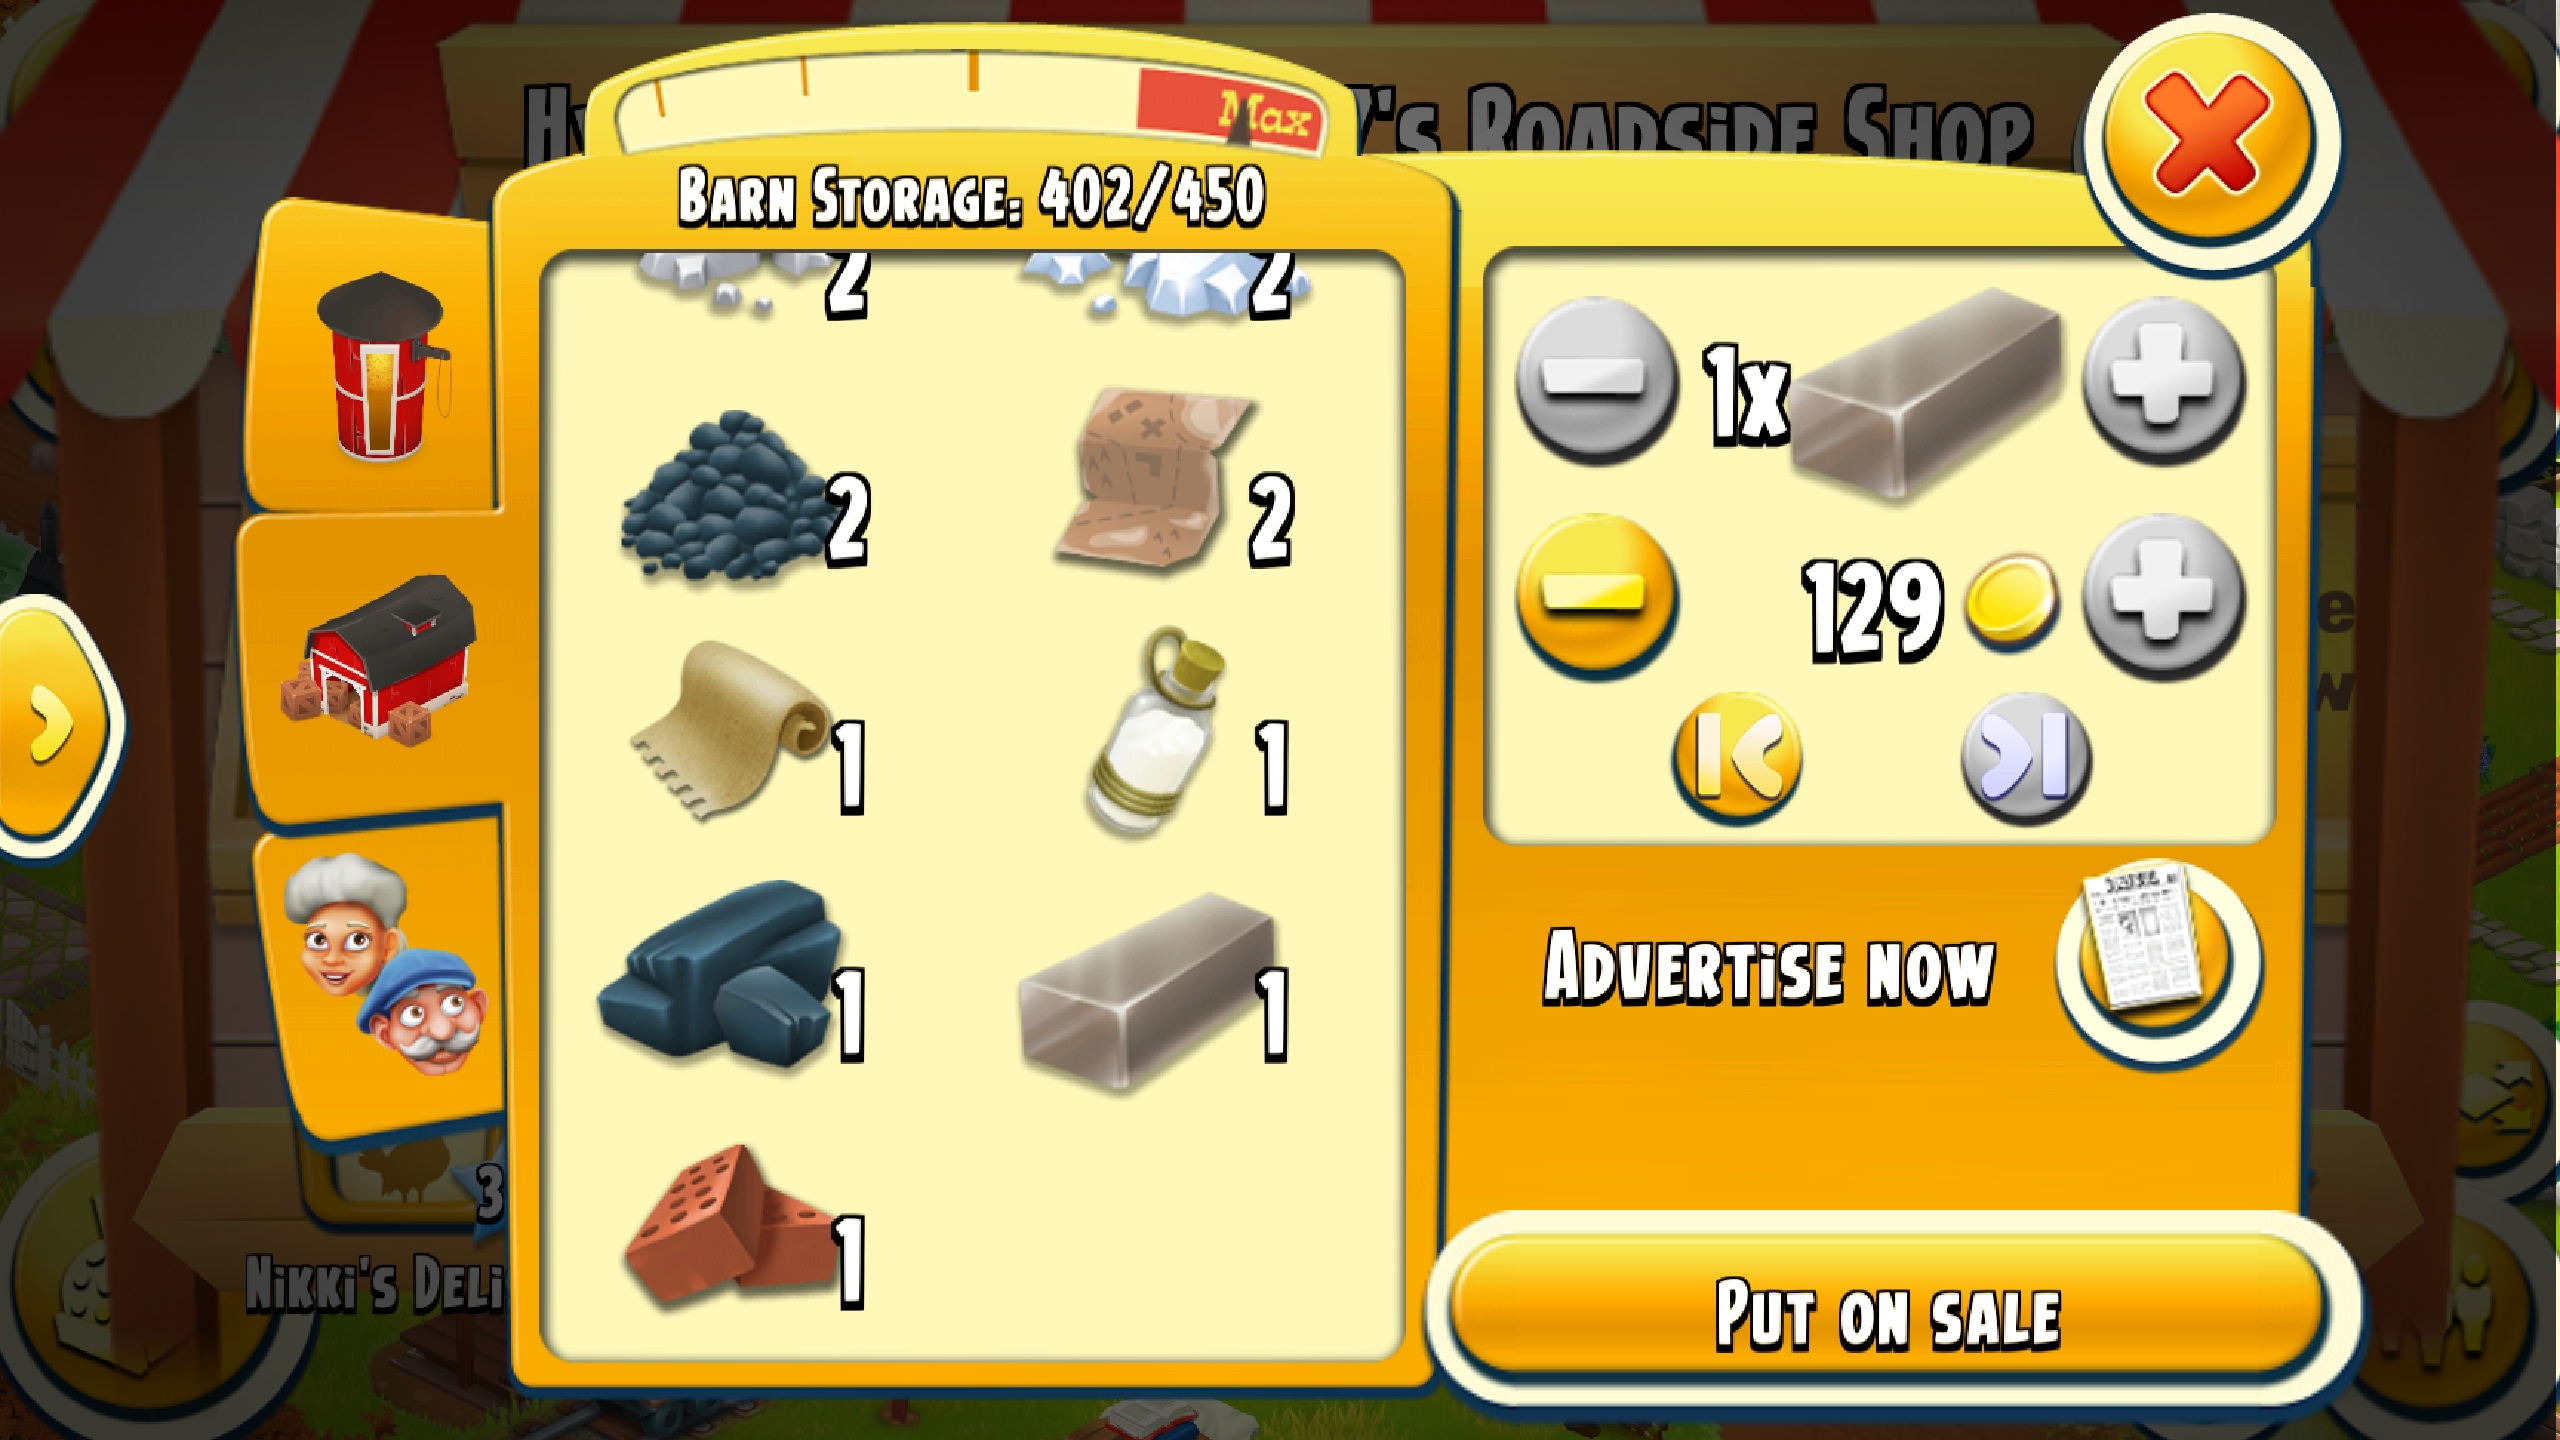 Max
'S ROADSIDE SHOP
BARN STORAGE: 402/450
2
2
1x
2
2
129
1
1
1
1
ADVERTISE NOW
3
1
NIKKI'S DELI
PUT ON SALE